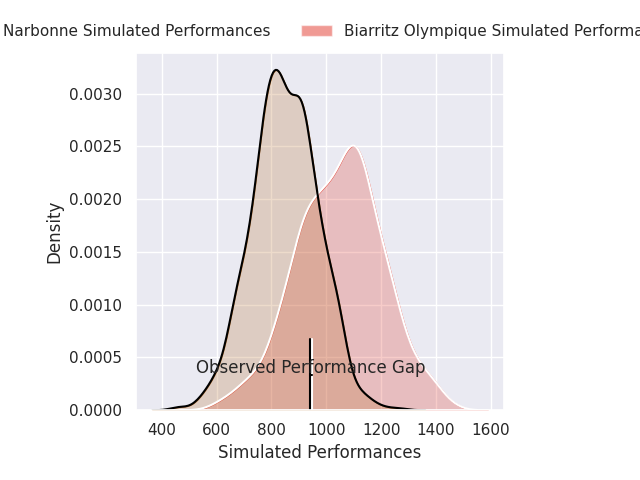 Narbonne Simulated Performances
Biarritz Olympique Simulated Performa
0.0030
0.0025
0.0020
0.0015
0.0010
0.0005
0.0000
Density
Observed Performance Gap
400 600 800 1000 1200 1400 1600
Simulated Performances